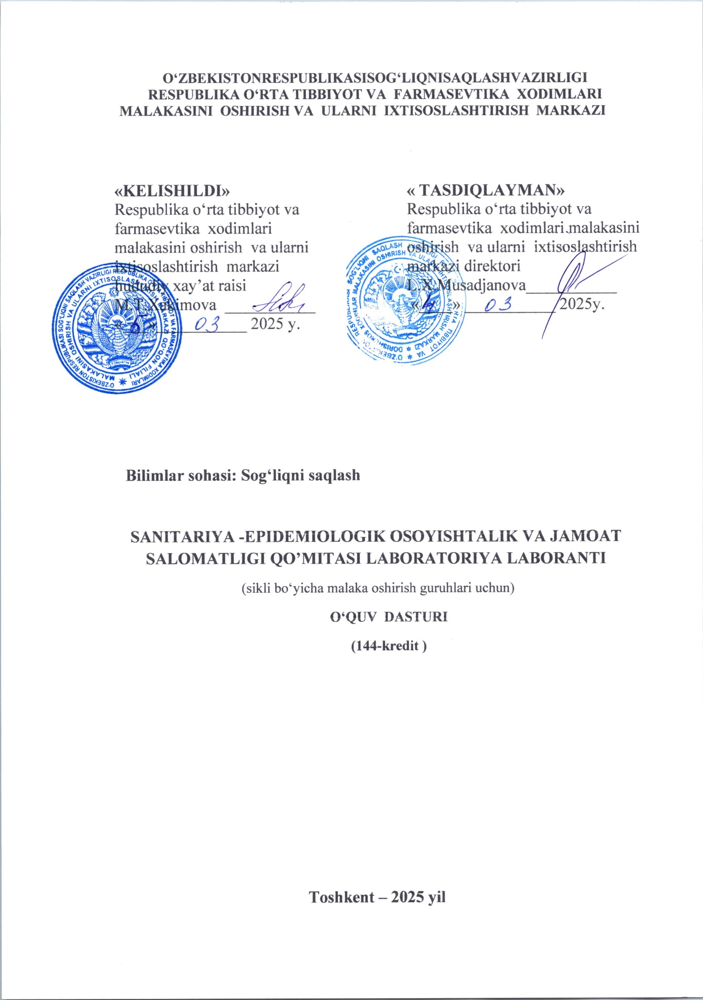 O‘ZBEKISTONRESPUBLIKASISOG‘LIQNISAQLASHVAZIRLIGI
RESPUBLIKA O‘RTA TIBBIYOT VA FARMASEVTIKA XODIMLARI
MALAKASINI OSHIRISH VA ULARNI IXTISOSLASHTIRISH MARKAZI
«KELISHILDI»
Respublika o‘rta tibbiyot va
farmasevtika xodimlari
malakasini oshirish va ularni
ixtisoslashtirish markazi
hududiy xay’at raisi
M.T.Xakimova ___________
«5» 03 2025 y.
« TASDIQLAYMAN»
Respublika o‘rta tibbiyot va
farmasevtika xodimlari malakasini
oshirish va ularni ixtisoslashtirish
markazi direktori
L.X.Musadjanova___________
«4» 03 2025y.
Bilimlar sohasi: Sog‘liqni saqlash
SANITARIYA -EPIDEMIOLOGIK OSOYISHTALIK VA JAMOAT
SALOMATLIGI QO’MITASI LABORATORIYA LABORANTI
(sikli bo‘yicha malaka oshirish guruhlari uchun)
O‘QUV DASTURI
(144-kredit )
Toshkent – 2025 yil